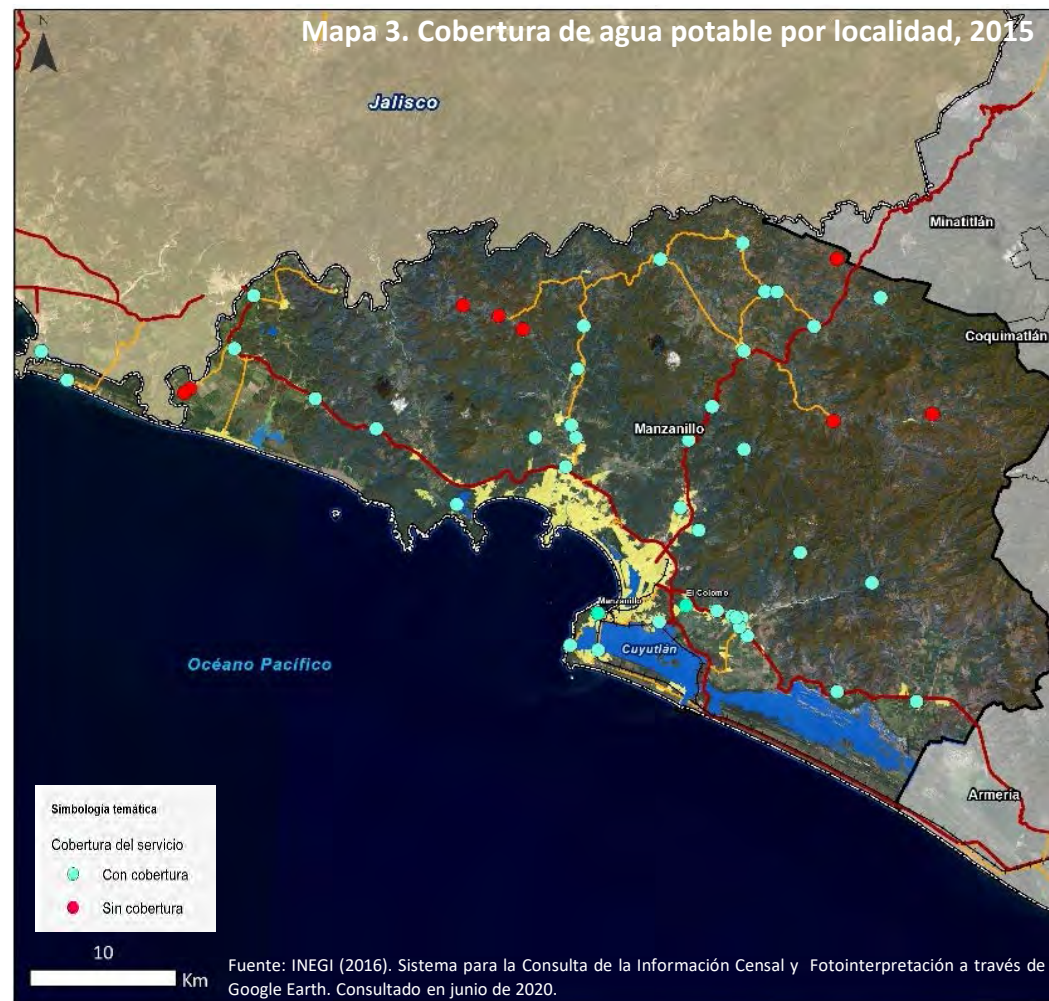 Mapa 3. Cobertura de agua potable por localidad, 2015
N
Jalisco
Minatitlán
Coquimatlán
Manzanillo
Manzanillo
El Colomo
Cuyutlán
Océano Pacífico
Armería
Simbología temática
Cobertura del servicio
Con cobertura
Sin cobertura
10
Km
Fuente: INEGI (2016). Sistema para la Consulta de la Información Censal y Fotointerpretación a través de
Google Earth. Consultado en junio de 2020.